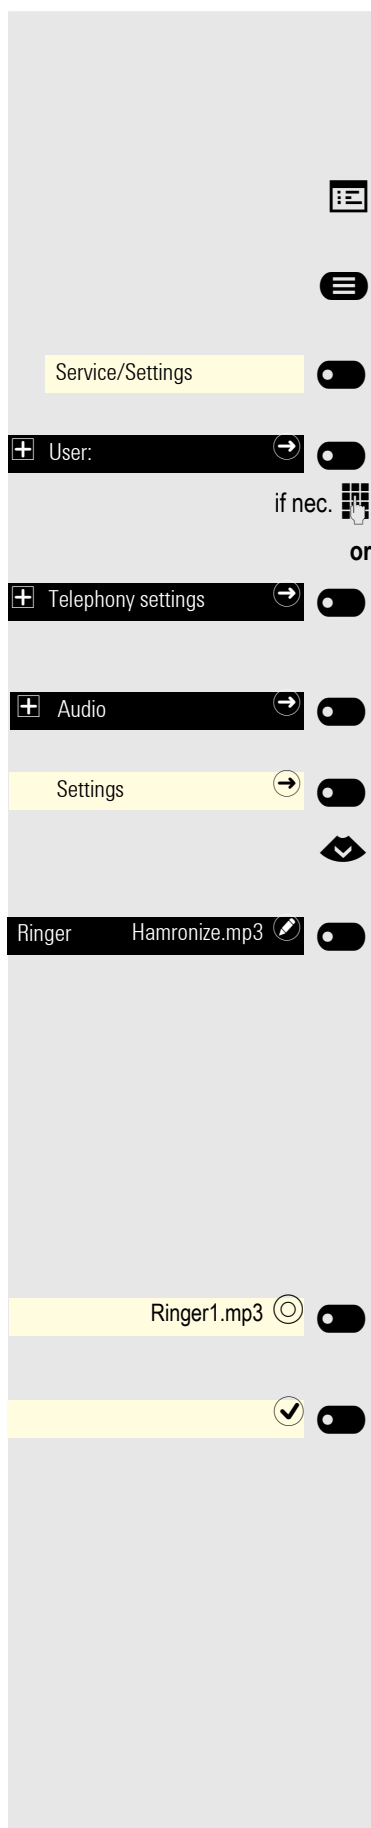 Service/Settings
User:
if nec.
or
Telephony settings
Audio
Settings
Ringer Hamronize.mp3
Ringer1.mp3